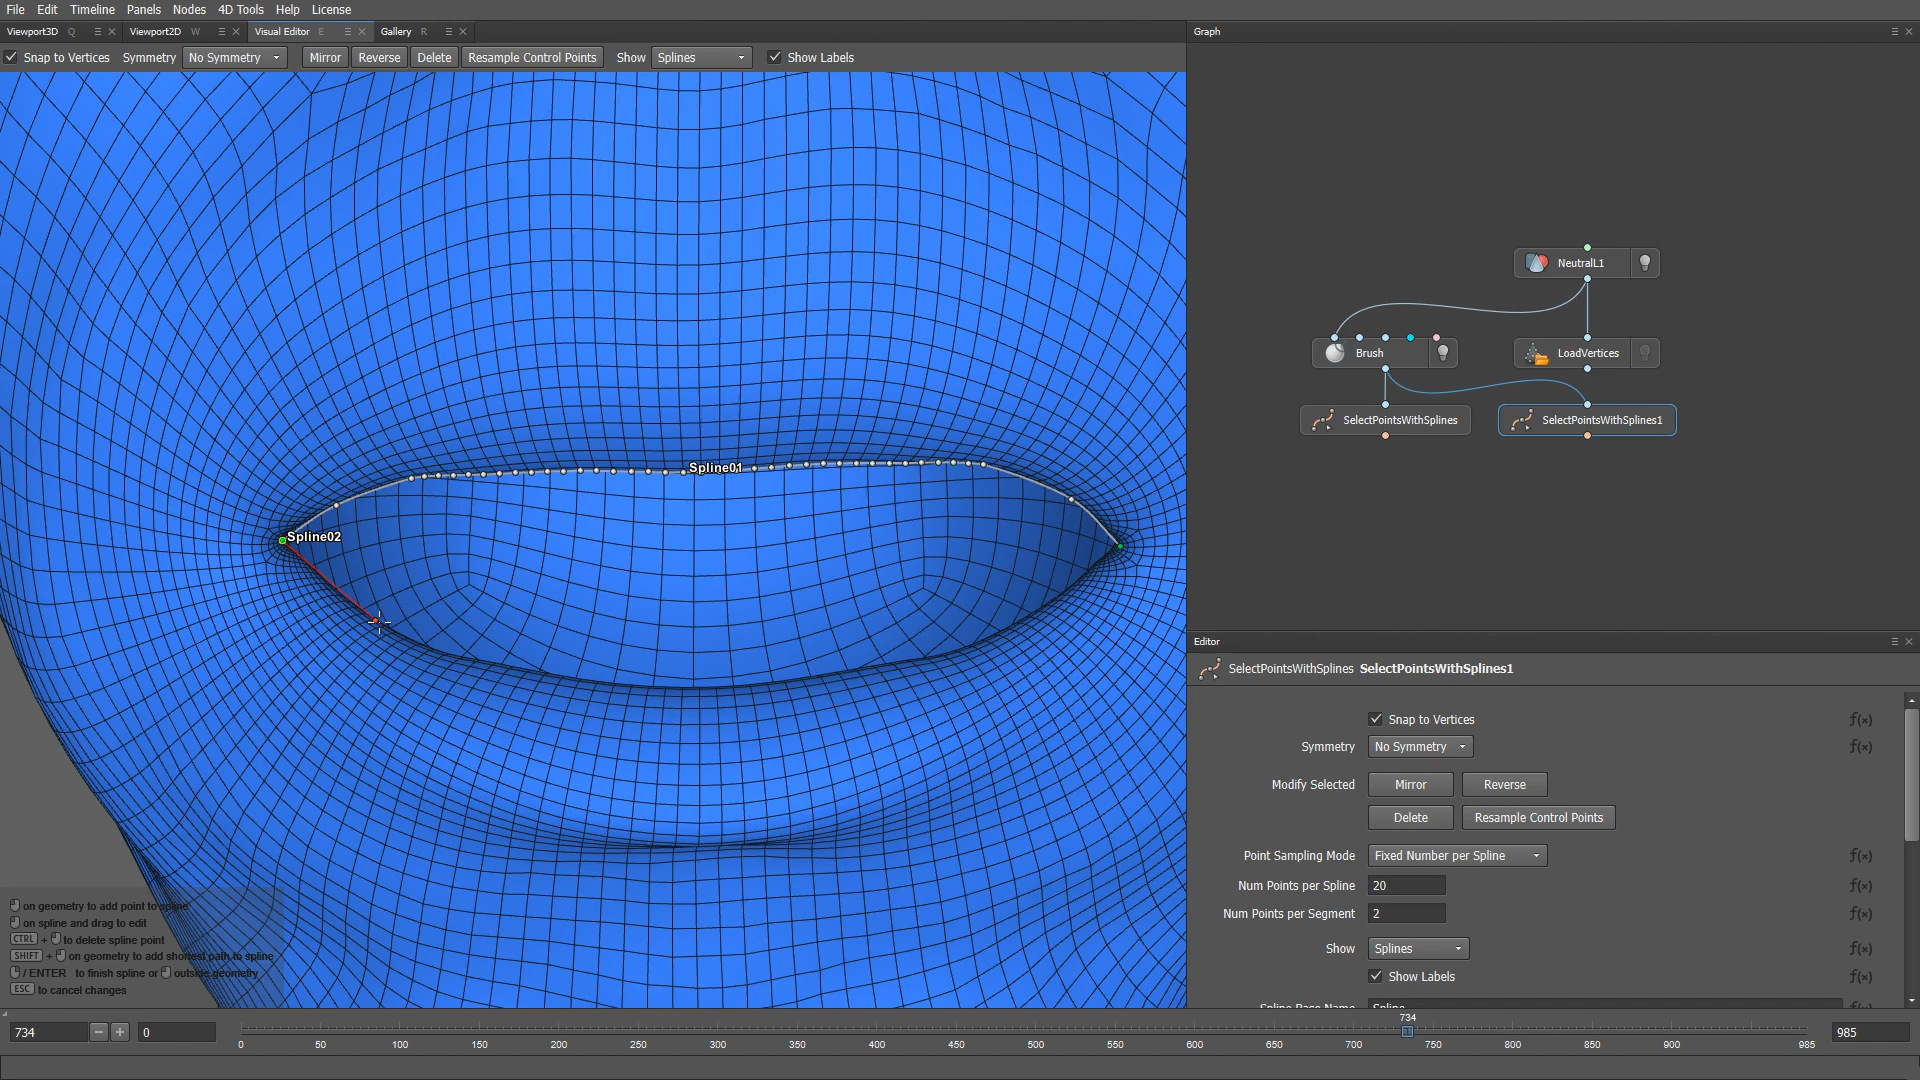 File Edit Timeline Panels Nodes 4D Tools Help License
Viewport3D Q Viewport2D W Visual Editor E Gallery R
Graph
Snap to Vertices Symmetry No Symmetry Mirror Reverse Delete Resample Control Points Show Splines Show Labels
NeutralL1
Brush
LoadVertices
SelectPointsWithSplines
SelectPointsWithSplines1
Spline01
Spline02
on geometry to add point to spline
on spline and drag to edit
CTRL + to delete spline point
SHIFT + on geometry to add shortest path to spline
/ ENTER to finish spline or outside geometry
ESC to cancel changes
Editor
SelectPointsWithSplines SelectPointsWithSplines1
Snap to Vertices f(x)
Symmetry No Symmetry f(x)
Modify Selected Mirror Reverse
Delete Resample Control Points
Point Sampling Mode Fixed Number per Spline f(x)
Num Points per Spline 20 f(x)
Num Points per Segment 2 f(x)
Show Splines f(x)
Show Labels f(x)
Spline Base Name Spline f(x)
734
734 − + 0
985
0 50 100 150 200 250 300 350 400 450 500 550 600 650 700 750 800 850 900 985